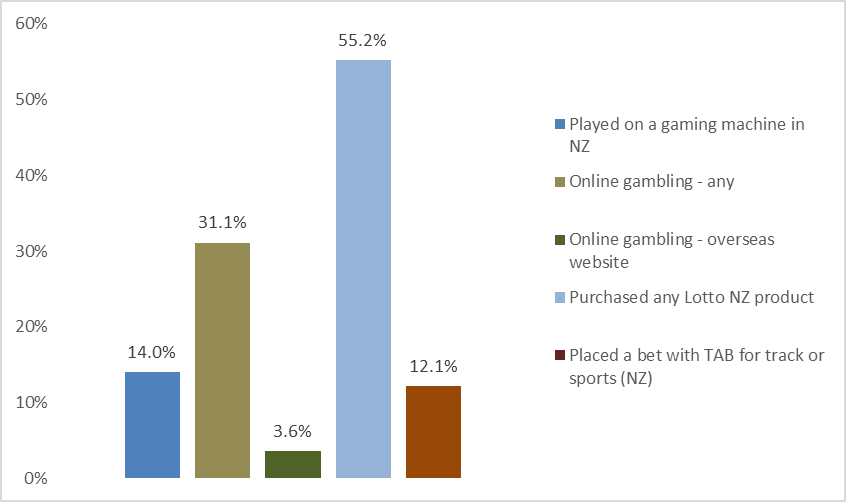 60%
50%
40%
30%
20%
10%
0%
14.0%
31.1%
3.6%
55.2%
12.1%
Played on a gaming machine in
NZ
Online gambling - any
Online gambling - overseas
website
Purchased any Lotto NZ product
Placed a bet with TAB for track or
sports (NZ)